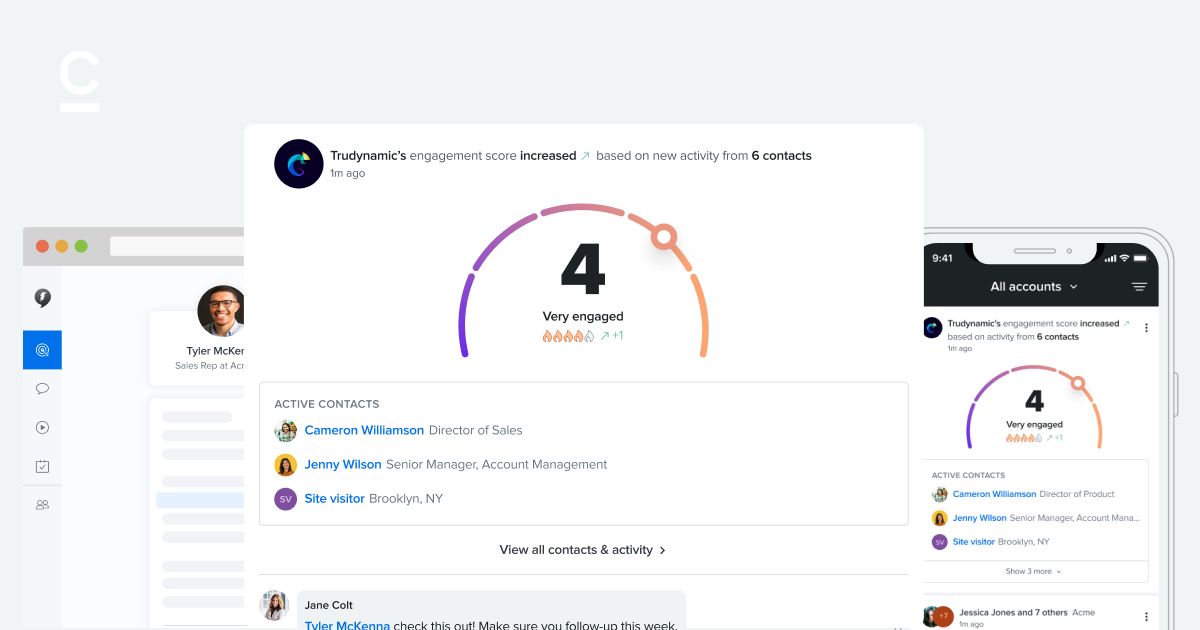 C
Trudynamic’s engagement score increased ↗ based on new activity from 6 contacts
1m ago
4
Very engaged
↗ +1
ACTIVE CONTACTS
Cameron Williamson Director of Sales
Jenny Wilson Senior Manager, Account Management
SV Site visitor Brooklyn, NY
View all contacts & activity >
Jane Colt
Tyler McKenna check this out! Make sure you follow-up this week.
Tyler McKen
Sales Rep at Acr
9:41
All accounts
Trudynamic’s engagement score increased ↗
based on activity from 6 contacts
1m ago
4
Very engaged
↗ +1
ACTIVE CONTACTS
Cameron Williamson Director of Product
Jenny Wilson Senior Manager, Account Mana...
SV Site visitor Brooklyn, NY
Show 3 more
+7 Jessica Jones and 7 others Acme
1m ago